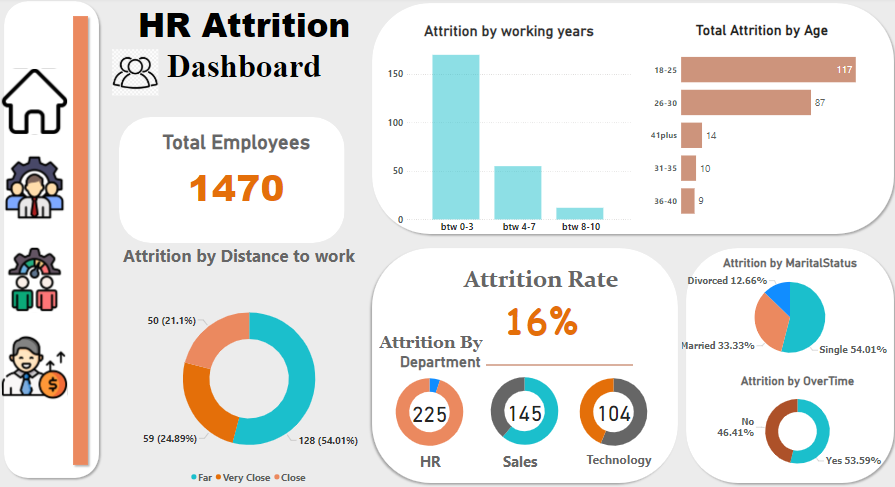 HR Attrition
Dashboard
Total Employees
1470
Attrition by working years
150
100
50
0
btw 0-3
btw 4-7
btw 8-10
Total Attrition by Age
18-25
117
26-30
87
41plus
14
31-35
10
36-40
9
Attrition by Distance to work
50 (21.1%)
59 (24.89%)
128 (54.01%)
Far
Very Close
Close
Attrition Rate
16%
Attrition By
Department
225
145
104
HR
Sales
Technology
Attrition by MaritalStatus
Divorced 12.66%
Married 33.33%
Single 54.01%
Attrition by OverTime
No
46.41%
Yes 53.59%